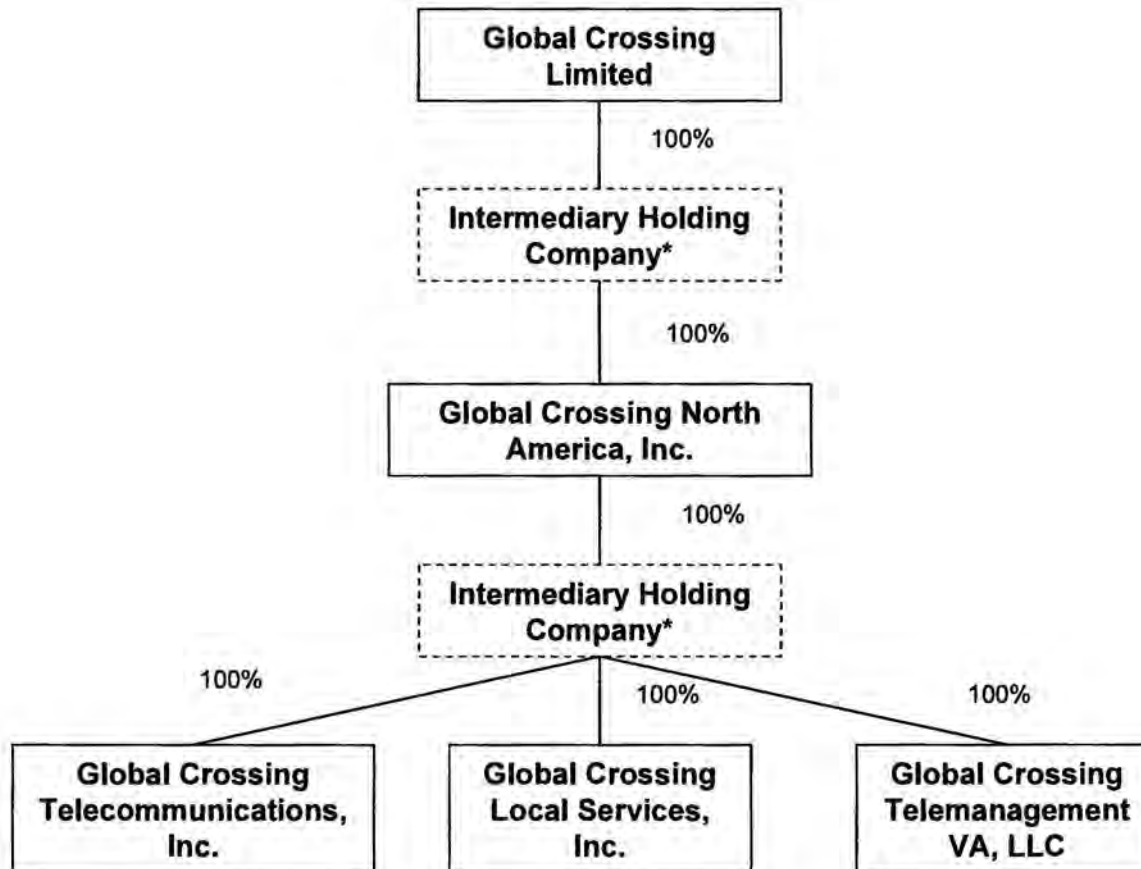 Global Crossing
Limited
100%
Intermediary Holding
Company*
100%
Global Crossing North
America, Inc.
100%
Intermediary Holding
Company*
100%
100%
100%
Global Crossing
Telecommunications,
Inc.
Global Crossing
Local Services,
Inc.
Global Crossing
Telemanagement
VA, LLC